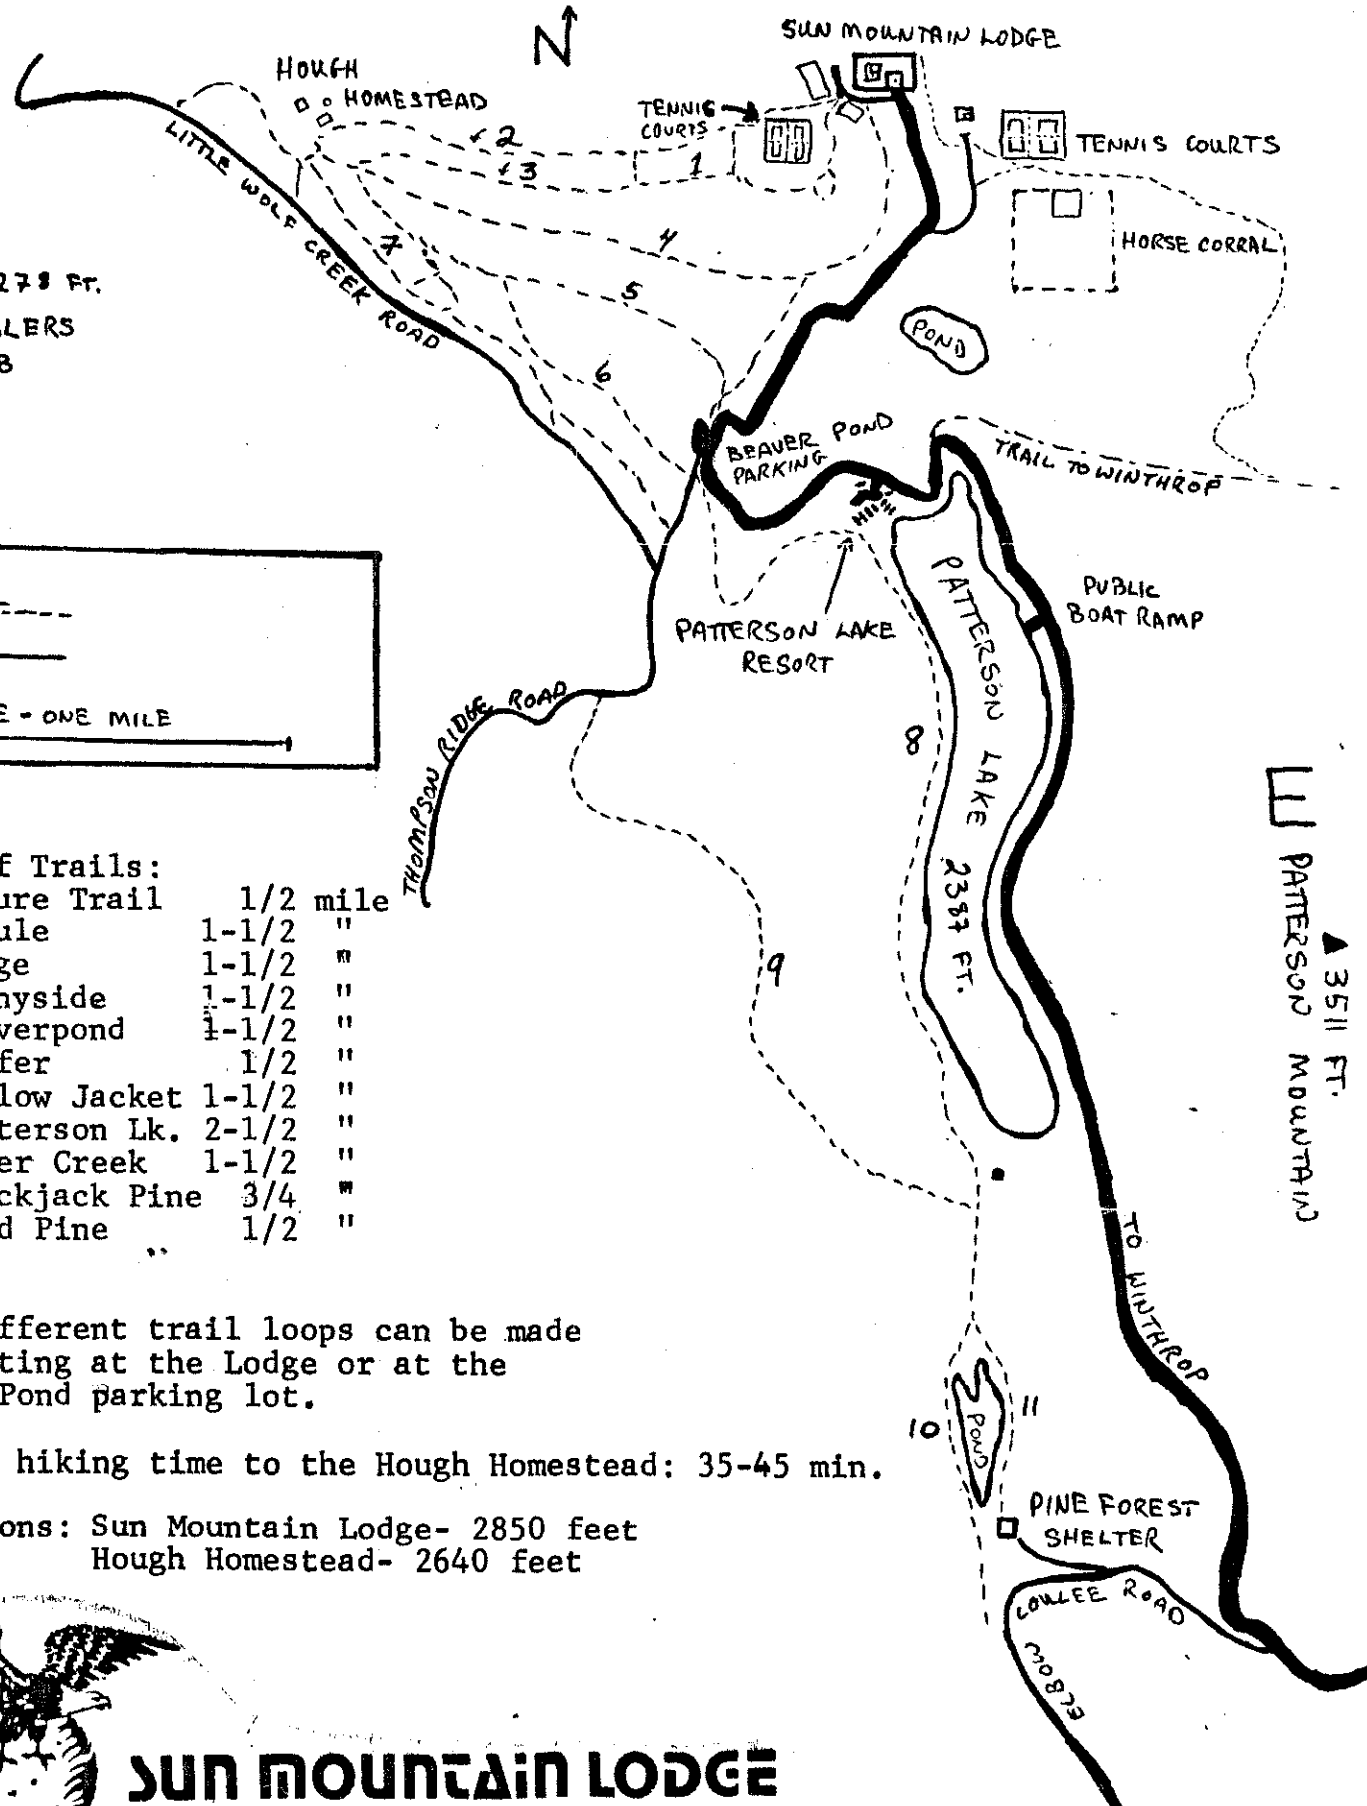 N
SUN MOUNTAIN LODGE
HOUGH
HOMESTEAD
TENNIS
COURTS
TENNIS COURTS
LITTLE WOLF CREEK ROAD
2
3
1
4
5
6
7
HORSE CORRAL
278 FT.
LERS
B
POND
BEAVER POND
PARKING
TRAIL TO WINTHROP
PATTERSON LAKE
RESORT
PUBLIC
BOAT RAMP
PATTERSON LAKE 2387 FT.
E - ONE MILE
THOMPSON RIDGE ROAD
8
9
E PATTERSON MOUNTAIN
3511 FT.
f Trails:
ure Trail 1/2 mile
ule 1-1/2 "
ge 1-1/2 "
nyside 1-1/2 "
verpond 1-1/2 "
fer 1/2 "
low Jacket 1-1/2 "
terson Lk. 2-1/2 "
er Creek 1-1/2 "
ckjack Pine 3/4 "
d Pine 1/2 "
TO WINTHROP
fferent trail loops can be made
ting at the Lodge or at the
Pond parking lot.
10
POND
11
hiking time to the Hough Homestead: 35-45 min.
ons: Sun Mountain Lodge- 2850 feet
Hough Homestead- 2640 feet
PINE FOREST
SHELTER
ELBOW COULEE ROAD
SUN MOUNTAIN LODGE